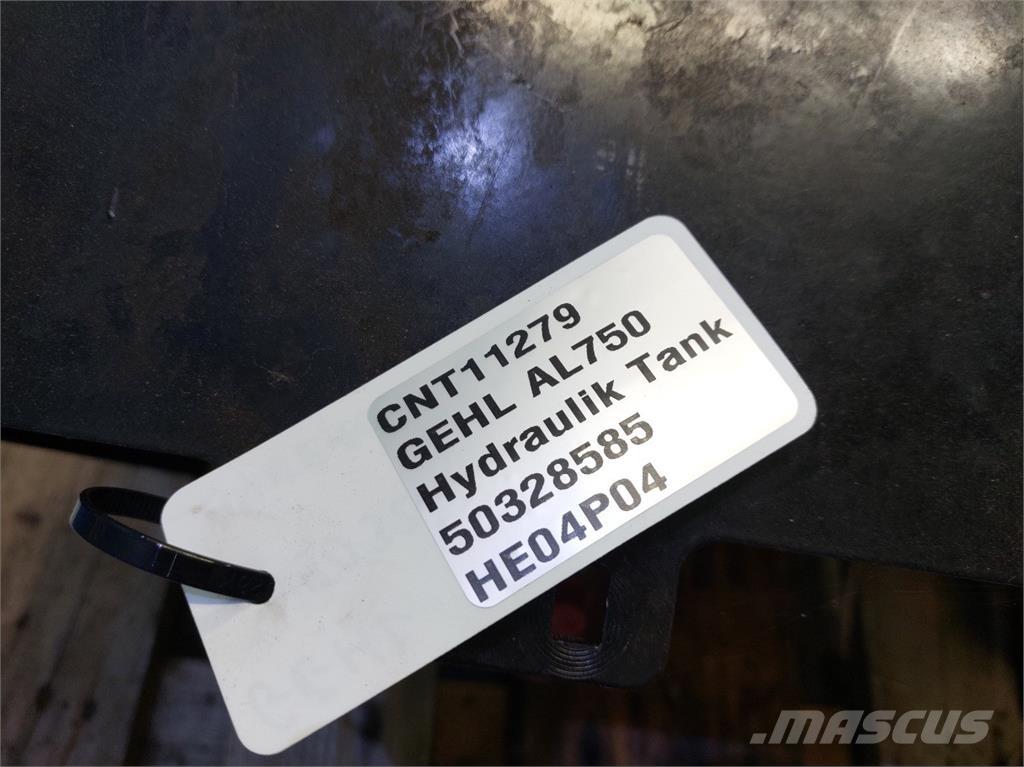 CNT11279
GEHL AL750
Hydraulik Tank
50328585
HE04P04
MASCUS